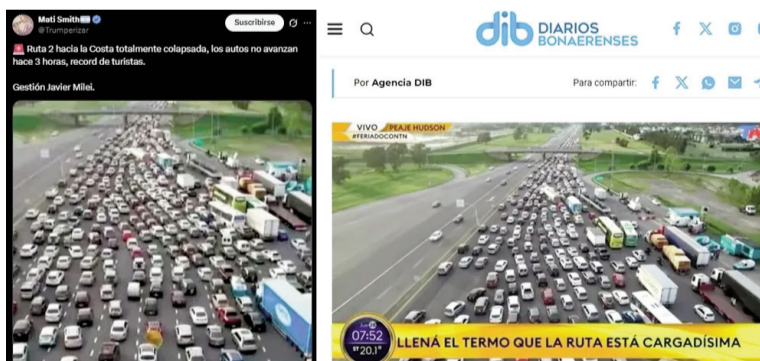 Mati Smith
@Trumperizar
Suscribirse
Ruta 2 hacia la Costa totalmente colapsada, los autos no avanzan
hace 3 horas, record de turistas.
Gestión Javier Milei.
dib DIARIOS
BONAERENSES
Por Agencia DIB
Para compartir:
VIVO PEAJE HUDSON
#FERIADOCONTN
07:52
ST 20.1°
LLENÁ EL TERMO QUE LA RUTA ESTÁ CARGADÍSIMA